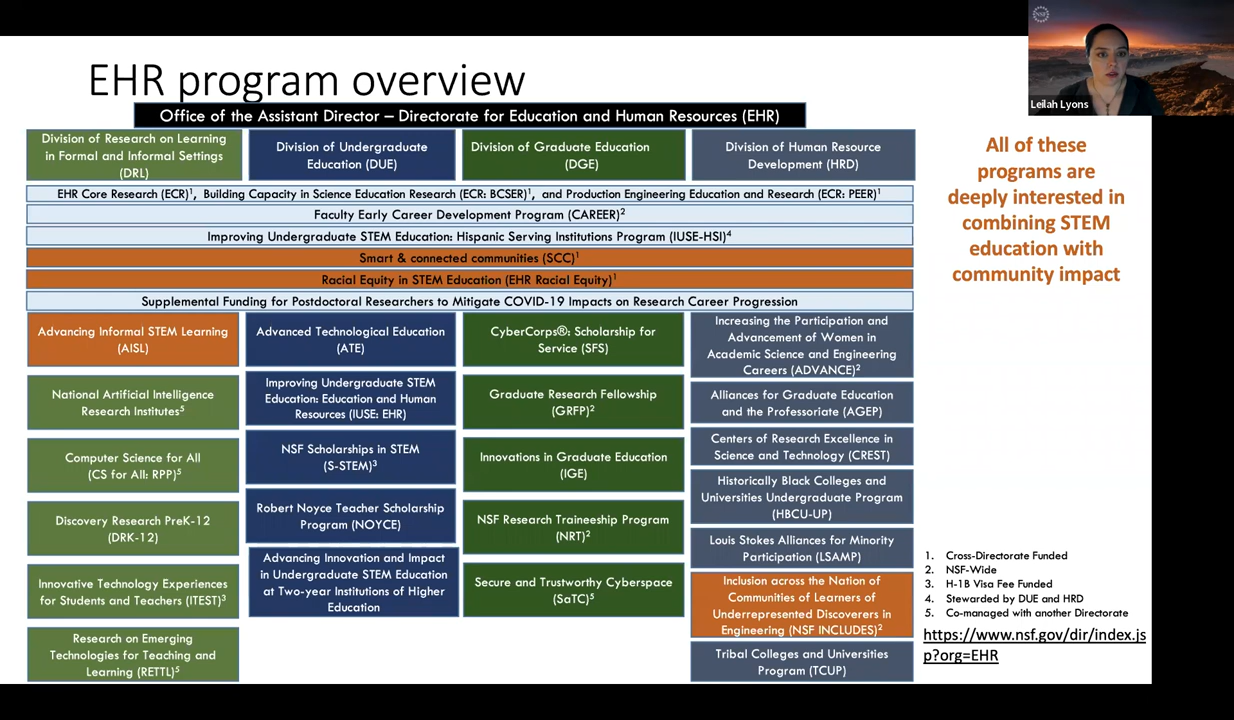 NSF
Leilah Lyons
EHR program overview
Office of the Assistant Director – Directorate for Education and Human Resources (EHR)
Division of Research on Learning
in Formal and Informal Settings
(DRL)
Division of Undergraduate
Education (DUE)
Division of Graduate Education
(DGE)
Division of Human Resource
Development (HRD)
EHR Core Research (ECR)¹, Building Capacity in Science Education Research (ECR: BCSER)¹, and Production Engineering Education and Research (ECR: PEER)¹
Faculty Early Career Development Program (CAREER)²
Improving Undergraduate STEM Education: Hispanic Serving Institutions Program (IUSE-HSI)⁴
Smart & connected communities (SCC)¹
Racial Equity in STEM Education (EHR Racial Equity)¹
Supplemental Funding for Postdoctoral Researchers to Mitigate COVID-19 Impacts on Research Career Progression
Advancing Informal STEM Learning
(AISL)
National Artificial Intelligence
Research Institutes⁵
Computer Science for All
(CS for All: RPP)⁵
Discovery Research PreK-12
(DRK-12)
Innovative Technology Experiences
for Students and Teachers (ITEST)³
Research on Emerging
Technologies for Teaching and
Learning (RETTL)⁵
Advanced Technological Education
(ATE)
Improving Undergraduate STEM
Education: Education and Human
Resources (IUSE: EHR)
NSF Scholarships in STEM
(S-STEM)³
Robert Noyce Teacher Scholarship
Program (NOYCE)
Advancing Innovation and Impact
in Undergraduate STEM Education
at Two-year Institutions of Higher
Education
CyberCorps®: Scholarship for
Service (SFS)
Graduate Research Fellowship
(GRFP)²
Innovations in Graduate Education
(IGE)
NSF Research Traineeship Program
(NRT)²
Secure and Trustworthy Cyberspace
(SaTC)⁵
Increasing the Participation and
Advancement of Women in
Academic Science and Engineering
Careers (ADVANCE)²
Alliances for Graduate Education
and the Professoriate (AGEP)
Centers of Research Excellence in
Science and Technology (CREST)
Historically Black Colleges and
Universities Undergraduate Program
(HBCU-UP)
Louis Stokes Alliances for Minority
Participation (LSAMP)
Inclusion across the Nation of
Communities of Learners of
Underrepresented Discoverers in
Engineering (NSF INCLUDES)²
Tribal Colleges and Universities
Program (TCUP)
All of these
programs are
deeply interested in
combining STEM
education with
community impact
1. Cross-Directorate Funded
2. NSF-Wide
3. H-1B Visa Fee Funded
4. Stewarded by DUE and HRD
5. Co-managed with another Directorate
https://www.nsf.gov/dir/index.js
p?org=EHR